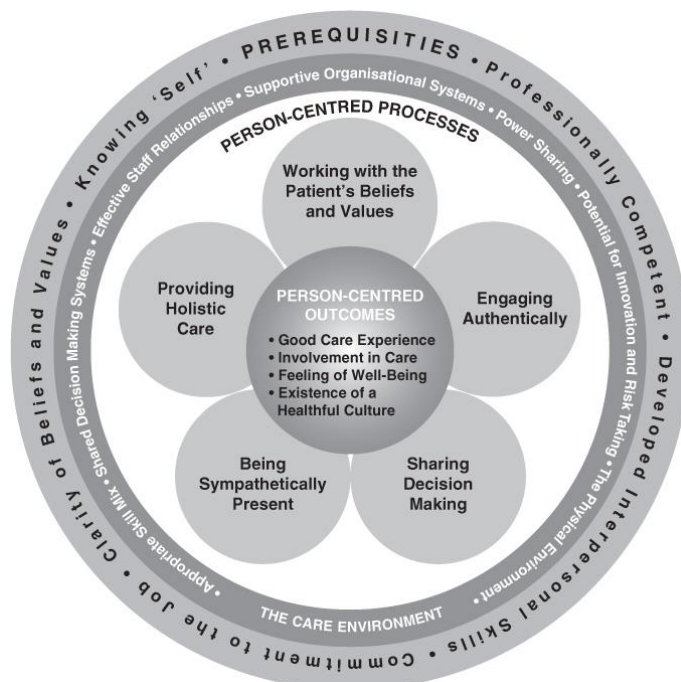 PREREQUISITIES • Professionally Competent • Developed Interpersonal Skills • Commitment to the Job • Clarity of Beliefs and Values • Knowing ‘Self’ •
THE CARE ENVIRONMENT • Appropriate Skill Mix • Shared Decision Making Systems • Effective Staff Relationships • Supportive Organisational Systems • Power Sharing • Potential for Innovation and Risk Taking • The Physical Environment •
PERSON-CENTRED PROCESSES
Working with the
Patient’s Beliefs
and Values
Providing
Holistic
Care
Engaging
Authentically
PERSON-CENTRED
OUTCOMES
• Good Care Experience
• Involvement in Care
• Feeling of Well-Being
• Existence of a
Healthful Culture
Being
Sympathetically
Present
Sharing
Decision
Making